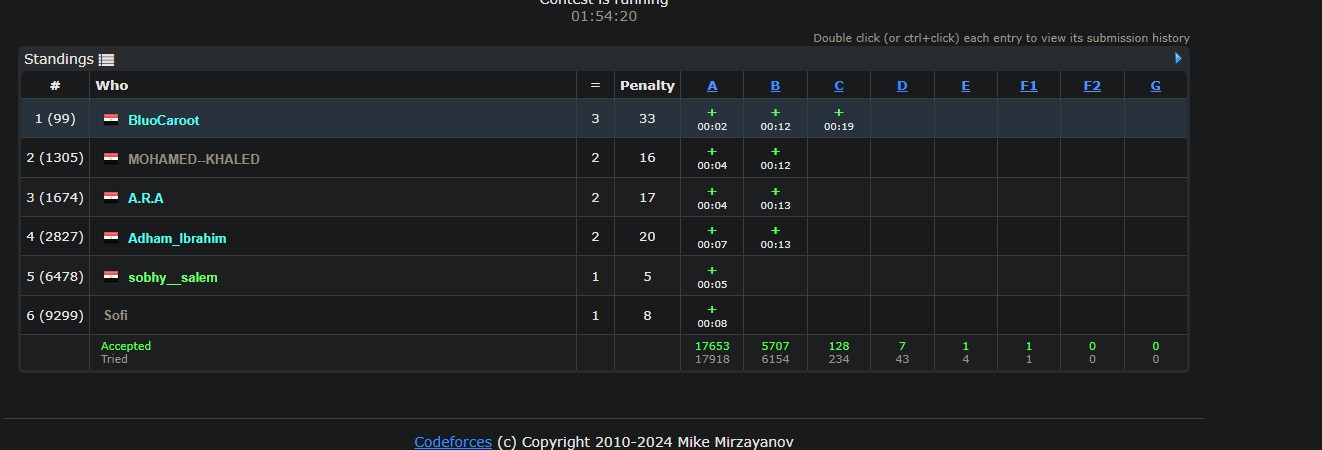 Contest is running
01:54:20
Double click (or ctrl+click) each entry to view its submission history
Standings
# Who = Penalty A B C D E F1 F2 G
1 (99) BluoCaroot 3 33 + + +
00:02 00:12 00:19
2 (1305) MOHAMED--KHALED 2 16 + +
00:04 00:12
3 (1674) A.R.A 2 17 + +
00:04 00:13
4 (2827) Adham_Ibrahim 2 20 + +
00:07 00:13
5 (6478) sobhy__salem 1 5 +
00:05
6 (9299) Sofi 1 8 +
00:08
Accepted 17653 5707 128 7 1 1 0 0
Tried 17918 6154 234 43 4 1 0 0
Codeforces (c) Copyright 2010-2024 Mike Mirzayanov